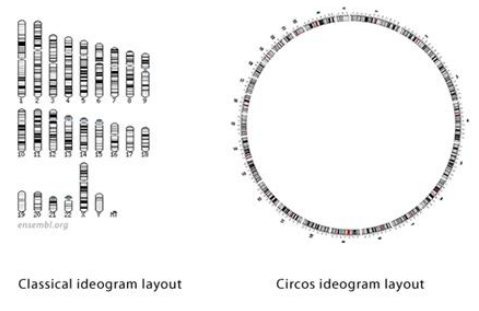 1 2 3 4 5 6 7 8 9
10 11 12 13 14 15 16 17 18
19 20 21 22 X Y MT
ensembl.org
Classical ideogram layout
Circos ideogram layout